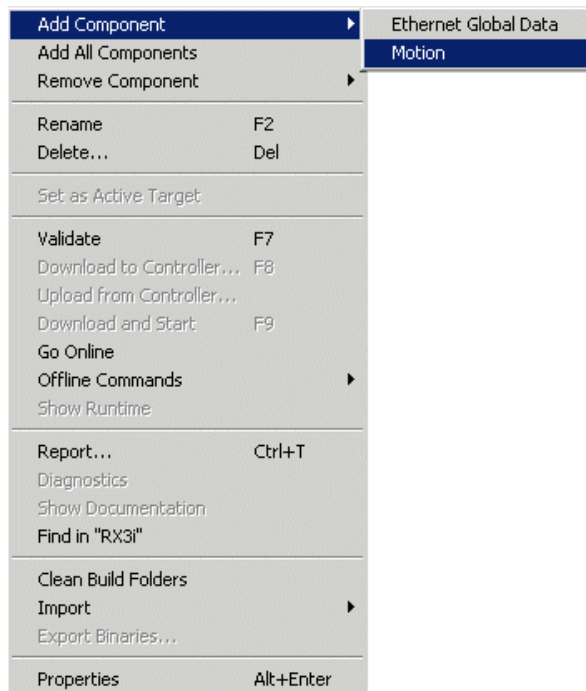 Add Component
Ethernet Global Data
Add All Components
Motion
Remove Component
Rename F2
Delete... Del
Set as Active Target
Validate F7
Download to Controller... F8
Upload from Controller...
Download and Start F9
Go Online
Offline Commands
Show Runtime
Report... Ctrl+T
Diagnostics
Show Documentation
Find in "RX3i"
Clean Build Folders
Import
Export Binaries...
Properties Alt+Enter